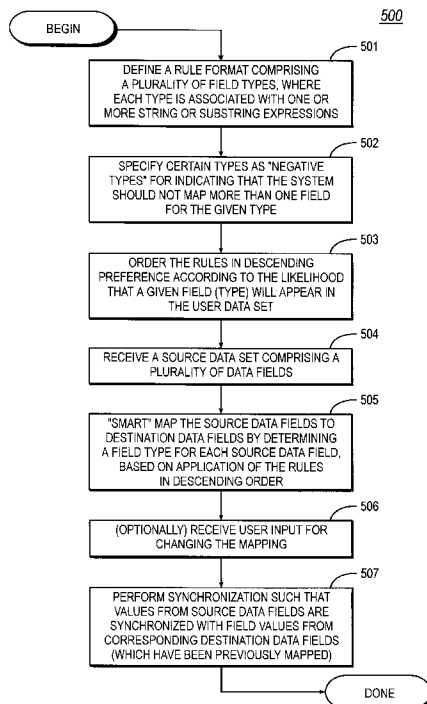 500
BEGIN
501
DEFINE A RULE FORMAT COMPRISING
A PLURALITY OF FIELD TYPES, WHERE
EACH TYPE IS ASSOCIATED WITH ONE OR
MORE STRING OR SUBSTRING EXPRESSIONS
502
SPECIFY CERTAIN TYPES AS "NEGATIVE
TYPES" FOR INDICATING THAT THE SYSTEM
SHOULD NOT MAP MORE THAN ONE FIELD
FOR THE GIVEN TYPE
503
ORDER THE RULES IN DESCENDING
PREFERENCE ACCORDING TO THE LIKELIHOOD
THAT A GIVEN FIELD (TYPE) WILL APPEAR IN
THE USER DATA SET
504
RECEIVE A SOURCE DATA SET COMPRISING A
PLURALITY OF DATA FIELDS
505
"SMART" MAP THE SOURCE DATA FIELDS TO
DESTINATION DATA FIELDS BY DETERMINING
A FIELD TYPE FOR EACH SOURCE DATA FIELD,
BASED ON APPLICATION OF THE RULES
IN DESCENDING ORDER
506
(OPTIONALLY) RECEIVE USER INPUT FOR
CHANGING THE MAPPING
507
PERFORM SYNCHRONIZATION SUCH THAT
VALUES FROM SOURCE DATA FIELDS ARE
SYNCHRONIZED WITH FIELD VALUES FROM
CORRESPONDING DESTINATION DATA FIELDS
(WHICH HAVE BEEN PREVIOUSLY MAPPED)
DONE